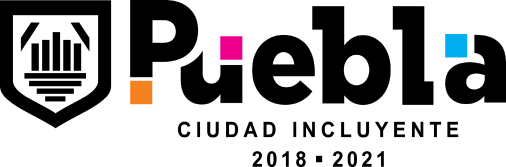 Puebla
CIUDAD INCLUYENTE
2018 ▪ 2021